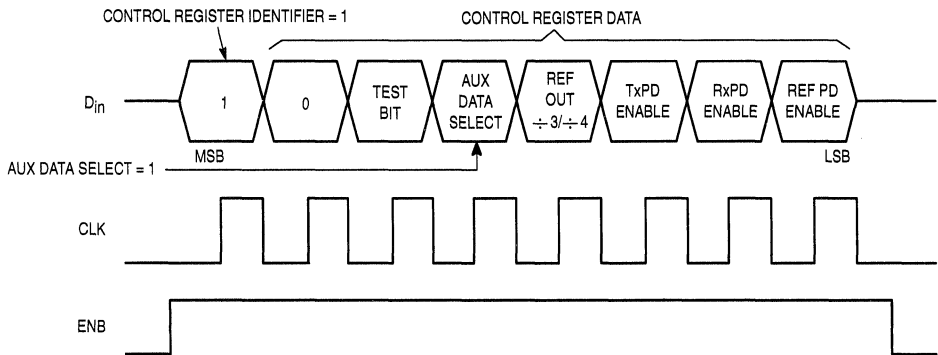 CONTROL REGISTER IDENTIFIER = 1
CONTROL REGISTER DATA
Din
1
0
TEST
BIT
AUX
DATA
SELECT
REF
OUT
÷3/÷4
TxPD
ENABLE
RxPD
ENABLE
REF PD
ENABLE
MSB
LSB
AUX DATA SELECT = 1
CLK
ENB